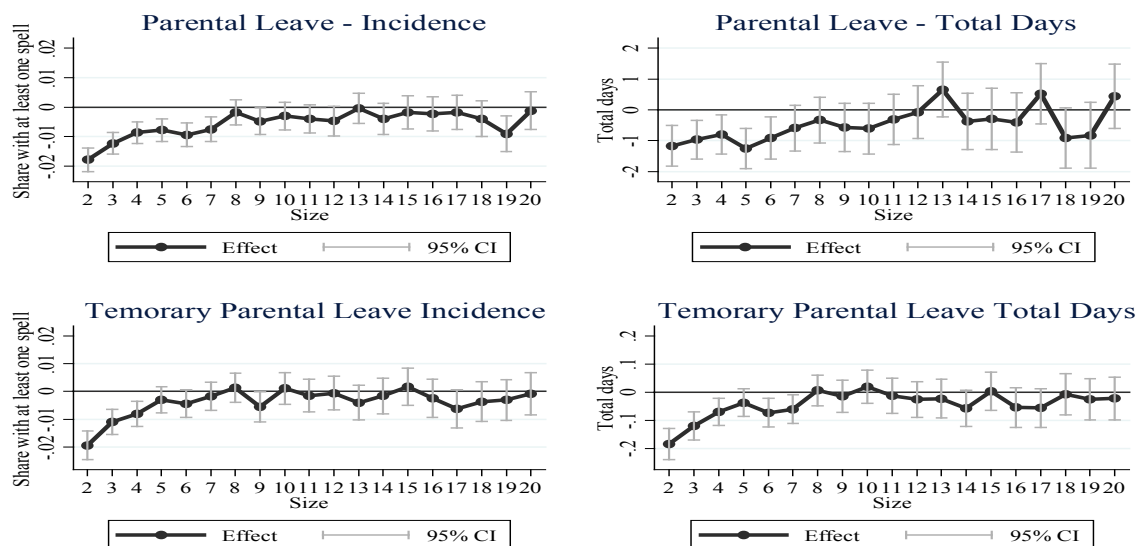 Parental Leave - Incidence
Share with at least one spell
.02
.01
0
-.01
-.02
2 3 4 5 6 7 8 9 10 11 12 13 14 15 16 17 18 19 20
Size
Effect 95% CI
Parental Leave - Total Days
Total days
2
1
0
-1
-2
2 3 4 5 6 7 8 9 10 11 12 13 14 15 16 17 18 19 20
Size
Effect 95% CI
Temorary Parental Leave Incidence
Share with at least one spell
.02
.01
0
-.01
-.02
2 3 4 5 6 7 8 9 10 11 12 13 14 15 16 17 18 19 20
Size
Effect 95% CI
Temorary Parental Leave Total Days
Total days
.2
.1
0
-.1
-.2
2 3 4 5 6 7 8 9 10 11 12 13 14 15 16 17 18 19 20
Size
Effect 95% CI